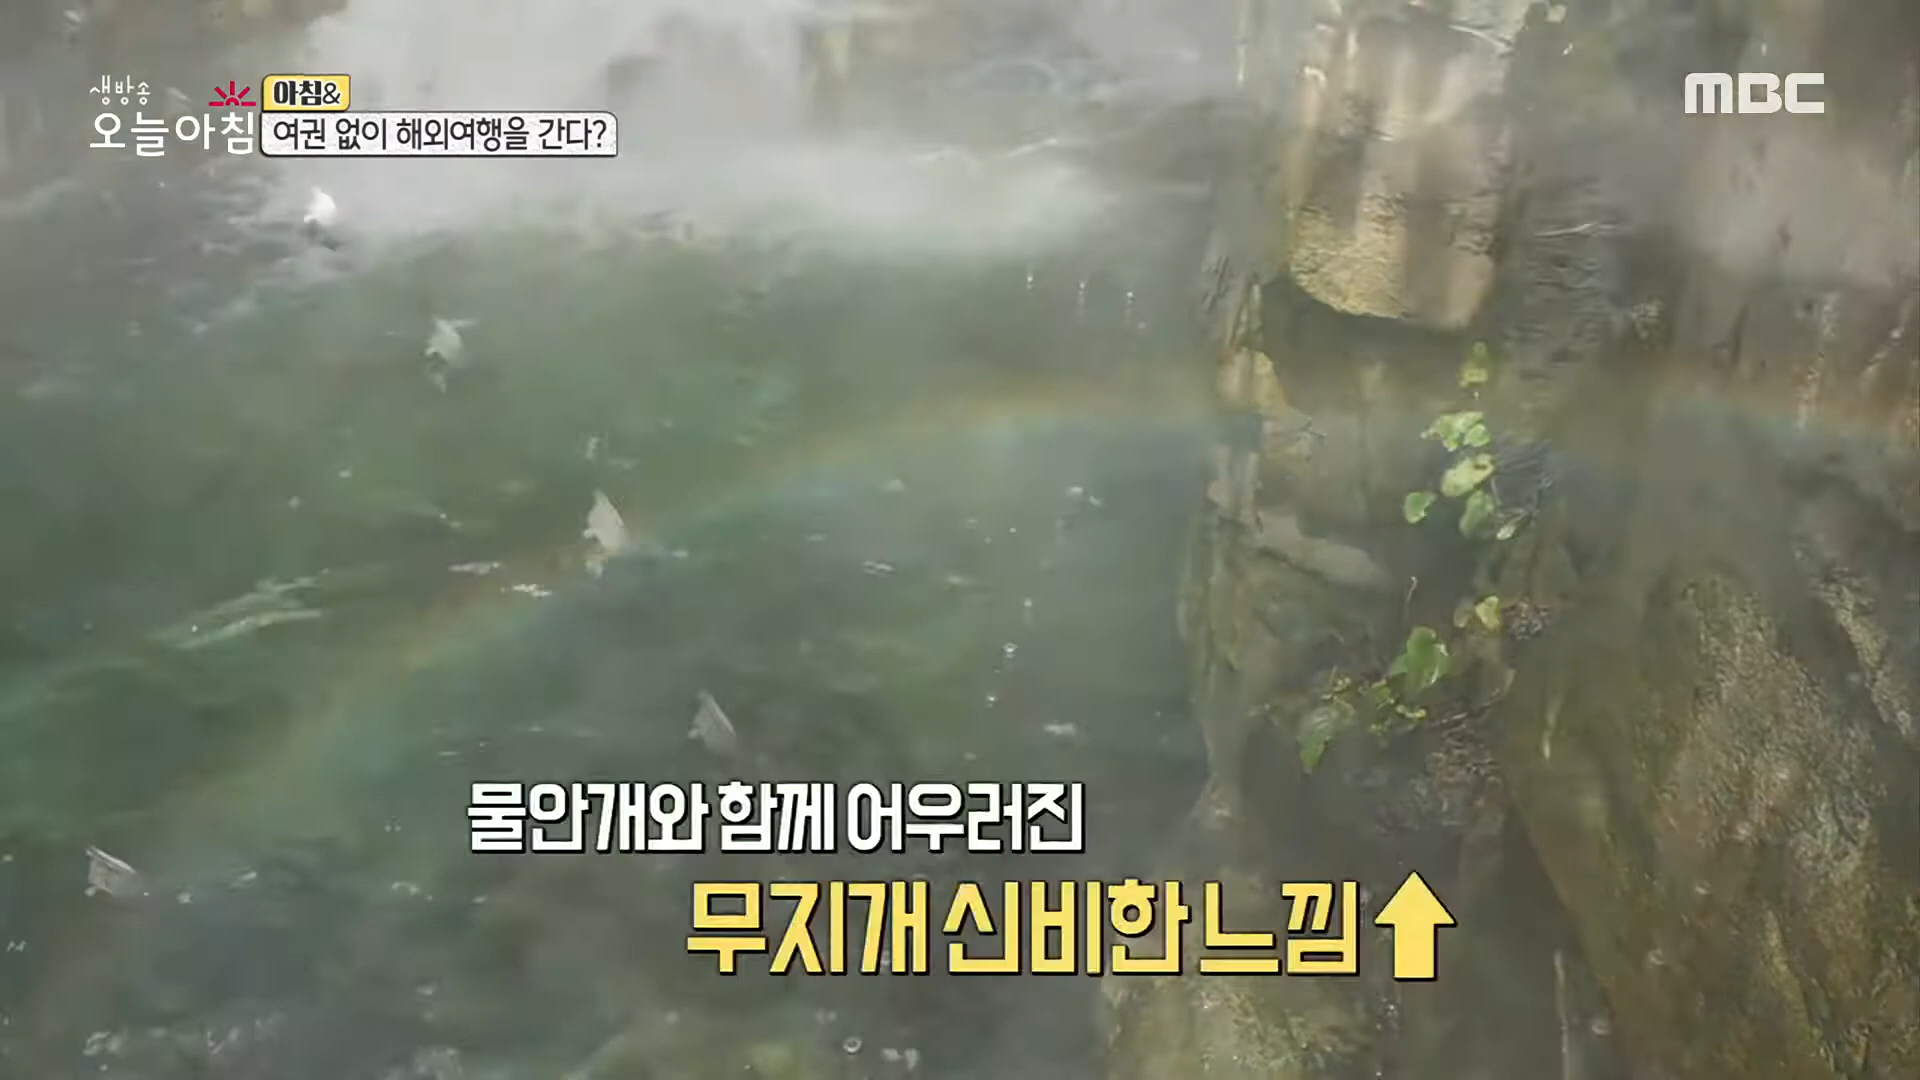 생방송
오늘아침
아침&
여권 없이 해외여행을 간다?
MBC
물안개와 함께 어우러진
무지개 신비한 느낌